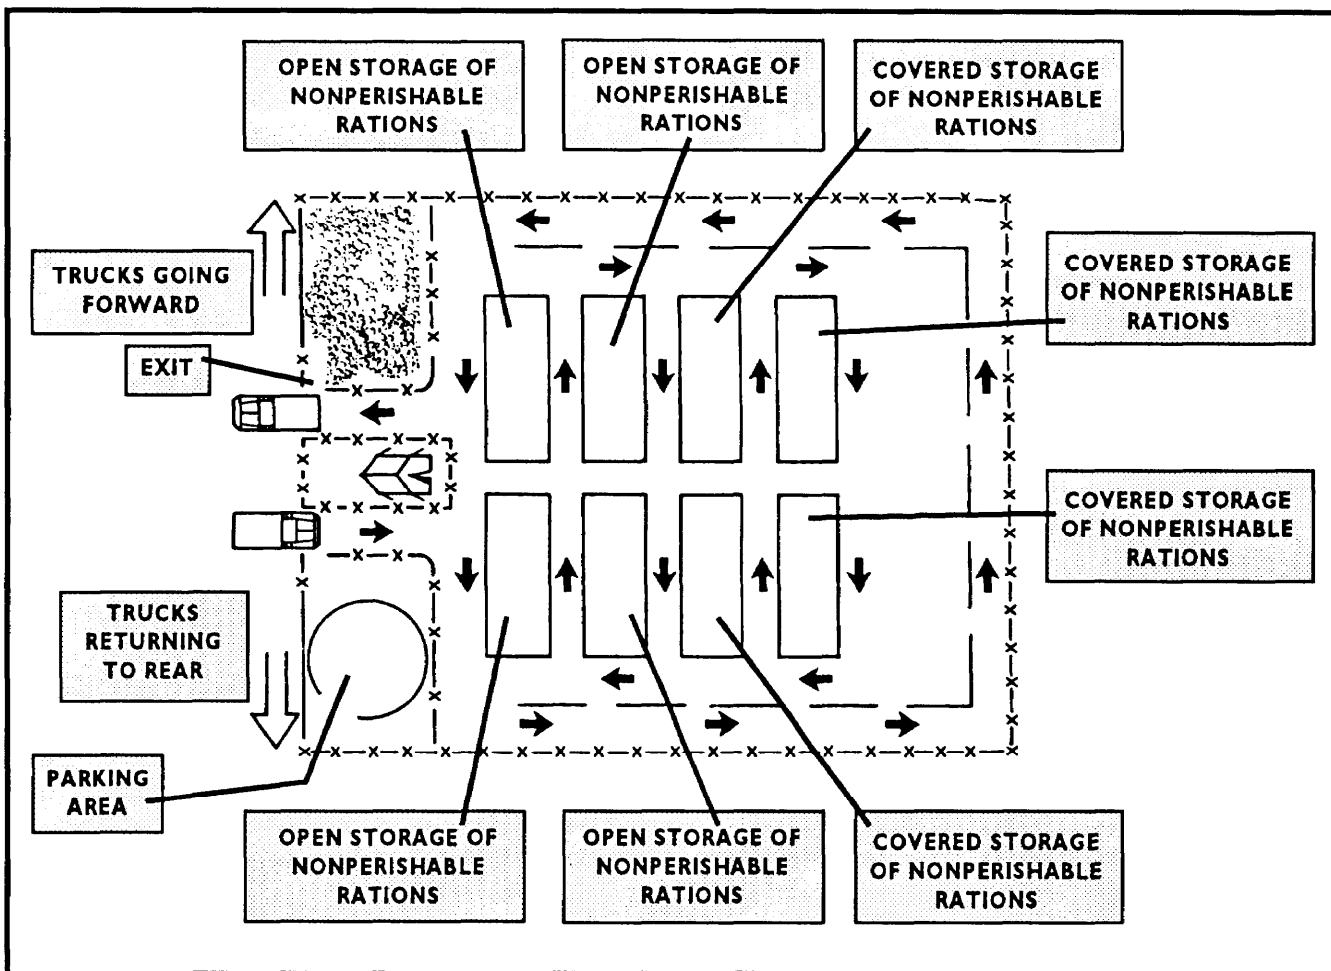 OPEN STORAGE OF
NONPERISHABLE
RATIONS
OPEN STORAGE OF
NONPERISHABLE
RATIONS
COVERED STORAGE
OF NONPERISHABLE
RATIONS
TRUCKS GOING
FORWARD
COVERED STORAGE
OF NONPERISHABLE
RATIONS
EXIT
COVERED STORAGE
OF NONPERISHABLE
RATIONS
TRUCKS
RETURNING
TO REAR
PARKING
AREA
OPEN STORAGE OF
NONPERISHABLE
RATIONS
OPEN STORAGE OF
NONPERISHABLE
RATIONS
COVERED STORAGE
OF NONPERISHABLE
RATIONS